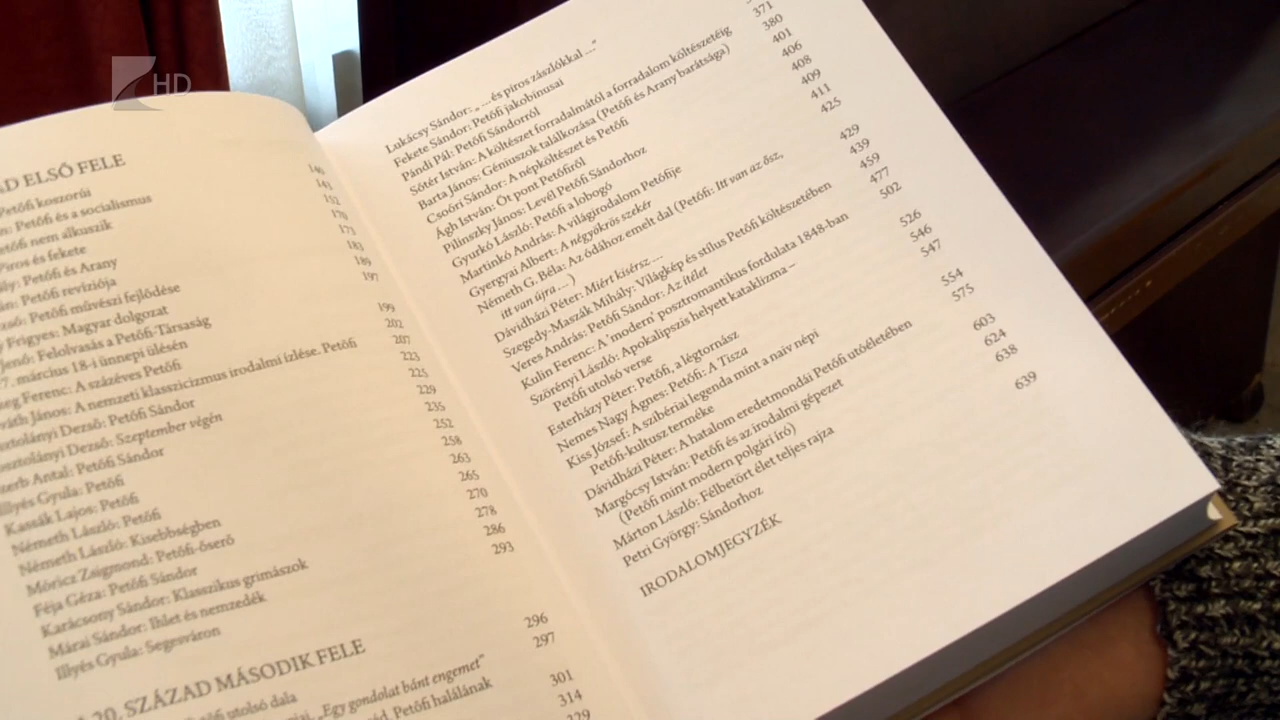 HD
ELSŐ FELE
Petőfi koszorúi
Petőfi és a socialismus
nem alkuszik
Piros és fekete
Petőfi és Arany
Petőfi revíziója
Petőfi művészi fejlődése
Frigyes: Magyar dolgozat
Felolvasás a Petőfi-Társaság
március 18-i ünnepi ülésén
Ferenc: A százéves Petőfi
János: A nemzeti klasszicizmus irodalmi ízlése. Petőfi
Dezső: Petőfi Sándor
Dezső: Szeptember végén
Antal: Petőfi Sándor
Illyés Gyula: Petőfi
Kassák Lajos: Petőfi
Németh László: Petőfi
Németh László: Kisebbségben
Móricz Zsigmond: Petőfi-őserő
Féja Géza: Petőfi Sándor
Karácsony Sándor: Klasszikus grimászok
Márai Sándor: Ihlet és nemzedék
Illyés Gyula: Segesváron
183
189
197
199
202
207
223
225
229
235
252
258
263
265
270
278
286
293
20. SZÁZAD MÁSODIK FELE
utolsó dala
„Egy gondolat bánt engemet”
Petőfi halálának
296
297
301
314
Lukácsy Sándor: „ ... és piros zászlókkal ...”
Fekete Sándor: Petőfi jakobinusai
Pándi Pál: Petőfi Sándorról
Sőtér István: A költészet forradalmától a forradalom költészetéig
Barta János: Géniuszok találkozása (Petőfi és Arany barátsága)
Csoóri Sándor: A népköltészet és Petőfi
Ágh István: Öt pont Petőfiről
Pilinszky János: Levél Petőfi Sándorhoz
Gyurkó László: Petőfi a lobogó
Martinkó András: A világirodalom Petőfije
Gyergyai Albert: A négyökrös szekér
Németh G. Béla: Az ódához emelt dal (Petőfi: Itt van az ősz,
itt van újra ...)
Dávidházi Péter: Miért kísérsz ...
Szegedy-Maszák Mihály: Világkép és stílus Petőfi költészetében
Veres András: Petőfi Sándor: Az ítélet
Kulin Ferenc: A 'modern' posztromantikus fordulata 1848-ban
Szörényi László: Apokalipszis helyett kataklizma –
Petőfi utolsó verse
Esterházy Péter: Petőfi, a légtornász
Nemes Nagy Ágnes: Petőfi: A Tisza
Kiss József: A szibériai legenda mint a naiv népi
Petőfi-kultusz terméke
Dávidházi Péter: A hatalom eredetmondái Petőfi utóéletében
Margócsy István: Petőfi és az irodalmi gépezet
(Petőfi mint modern polgári író)
Márton László: Félbetört élet teljes rajza
Petri György: Sándorhoz
IRODALOMJEGYZÉK
371
380
401
406
408
409
411
425
429
439
459
477
502
526
546
547
554
575
603
624
638
639